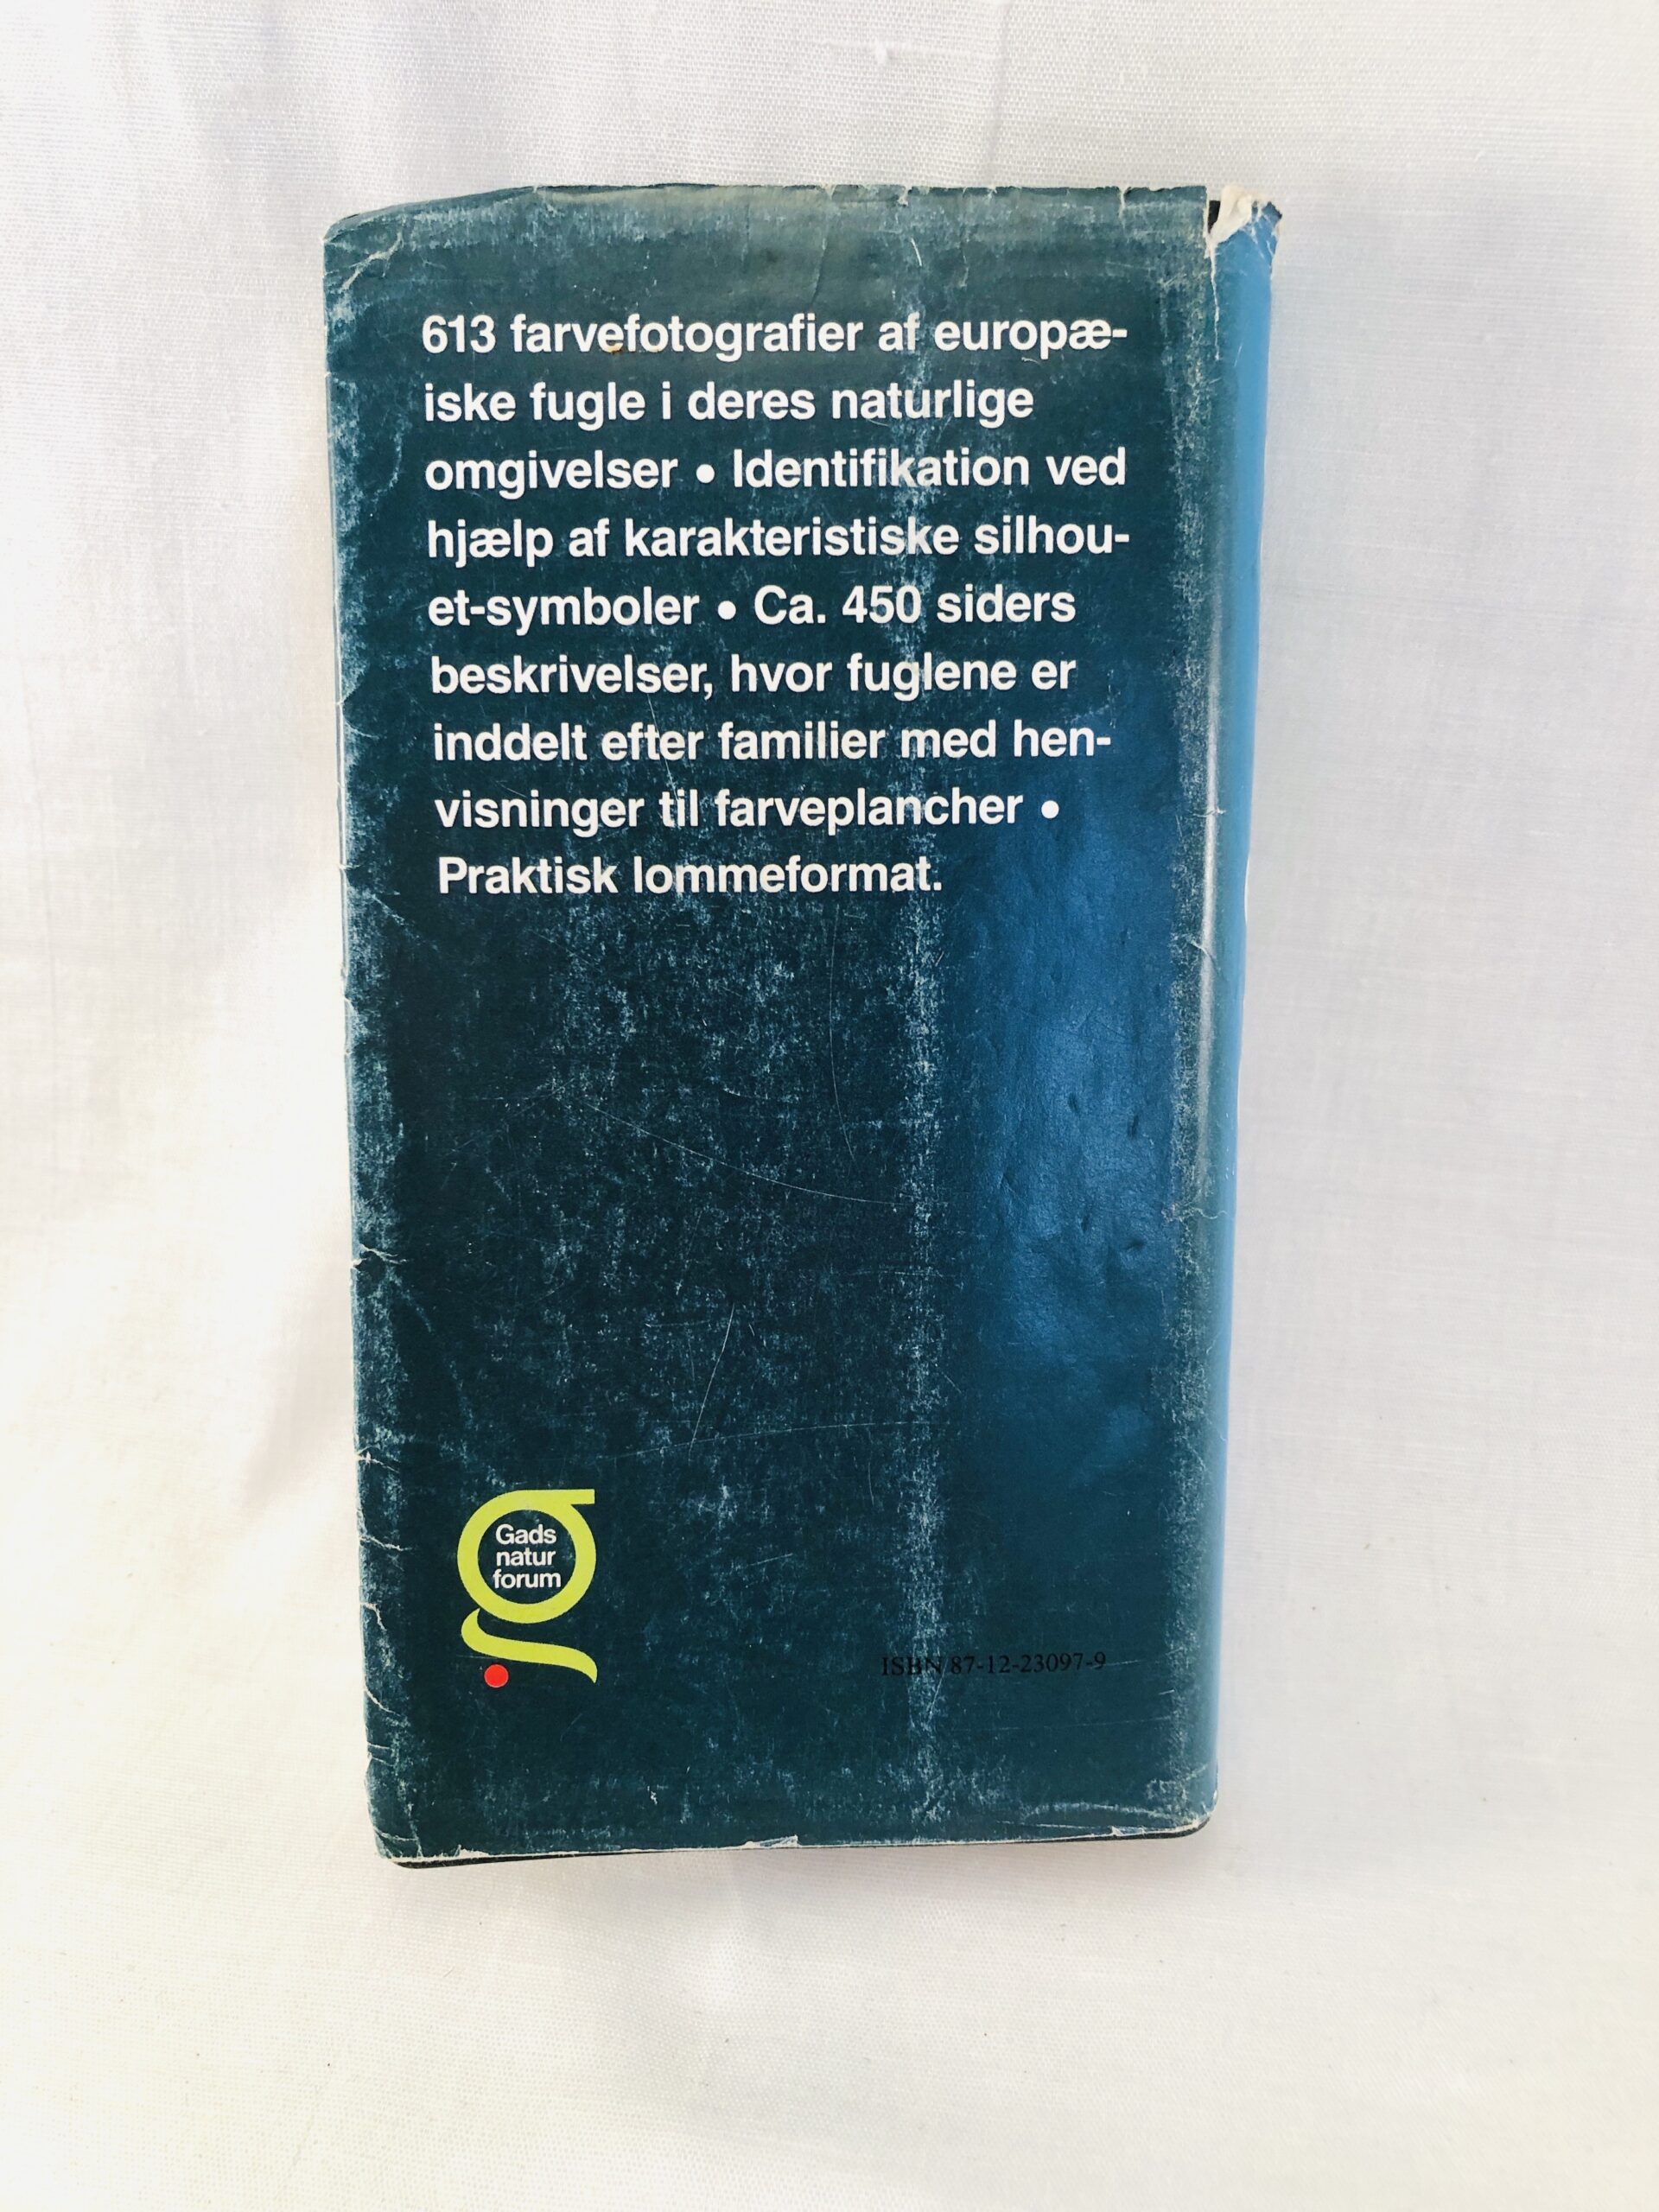 613 farvefotografier af europæ-
iske fugle i deres naturlige
omgivelser • Identifikation ved
hjælp af karakteristiske silhou-
et-symboler • Ca. 450 siders
beskrivelser, hvor fuglene er
inddelt efter familier med hen-
visninger til farveplancher •
Praktisk lommeformat.
Gads
natur
forum
ISBN 87-12-23097-9